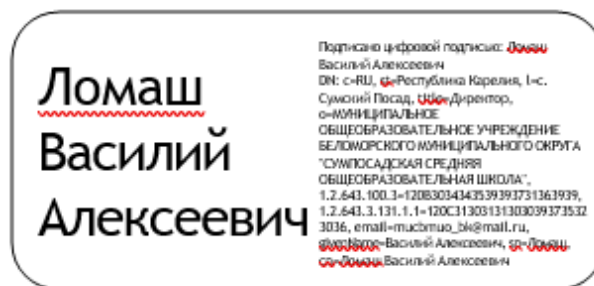 Ломаш
Василий
Алексеевич
Подписано цифровой подписью: Ломаш
Василий Алексеевич
DN: c=RU, st=Республика Карелия, l=с.
Сумский Посад, title=Директор,
o=МУНИЦИПАЛЬНОЕ
ОБЩЕОБРАЗОВАТЕЛЬНОЕ УЧРЕЖДЕНИЕ
БЕЛОМОРСКОГО МУНИЦИПАЛЬНОГО ОКРУГА
"СУМПОСАДСКАЯ СРЕДНЯЯ
ОБЩЕОБРАЗОВАТЕЛЬНАЯ ШКОЛА",
1.2.643.100.3=120B3034343539393731363939,
1.2.643.3.131.1.1=120C31303131303039373532
3036, email=mucbmuo_bk@mail.ru,
givenName=Василий Алексеевич, sn=Ломаш,
cn=Ломаш Василий Алексеевич